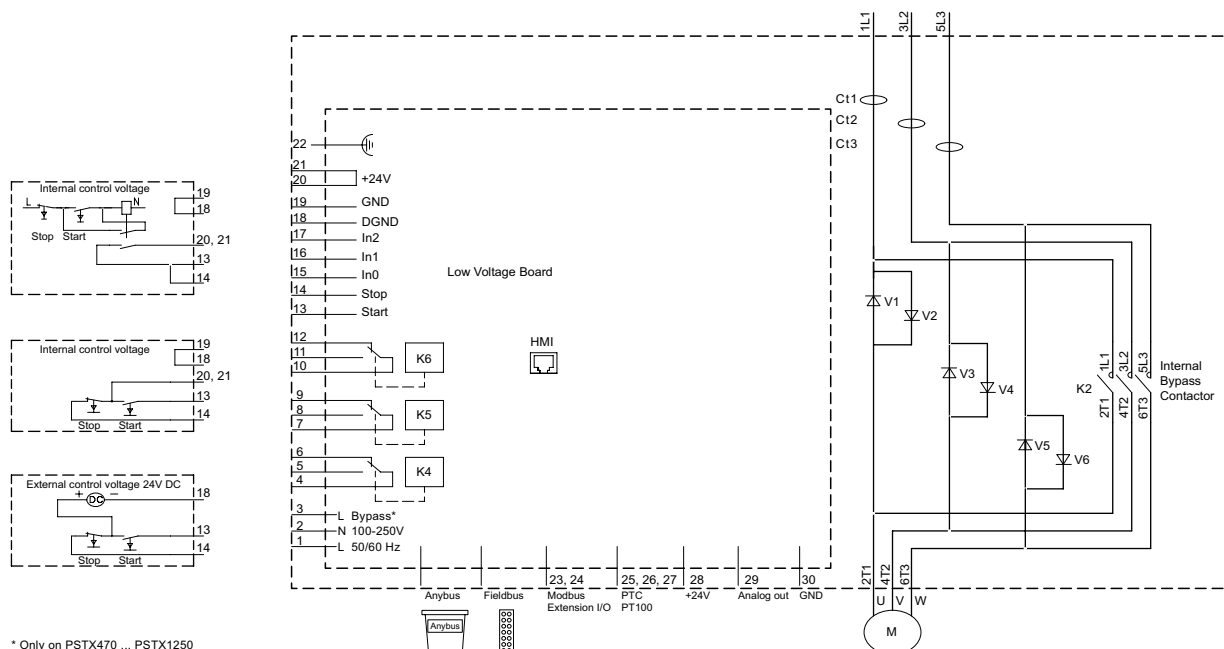 1L1
3L2
5L3
Ct1
Ct2
Ct3
22
21
20
+24V
19
GND
18
DGND
17
In2
16
In1
15
In0
14
Stop
13
Start
Low Voltage Board
HMI
12
11
10
K6
9
8
7
K5
6
5
4
K4
3
L Bypass*
2
N 100-250V
1
L 50/60 Hz
Internal control voltage
L
N
Stop
Start
19
18
20, 21
13
14
Internal control voltage
19
18
20, 21
13
14
Stop
Start
External control voltage 24V DC
+
DC
−
18
13
14
Stop
Start
V1
V2
V3
V4
V5
V6
K2
1L1
3L2
5L3
2T1
4T2
6T3
Internal
Bypass
Contactor
Anybus
Fieldbus
23, 24
Modbus
Extension I/O
25, 26, 27
PTC
PT100
28
+24V
29
Analog out
30
GND
Anybus
2T1
4T2
6T3
U
V
W
M
* Only on PSTX470 ... PSTX1250